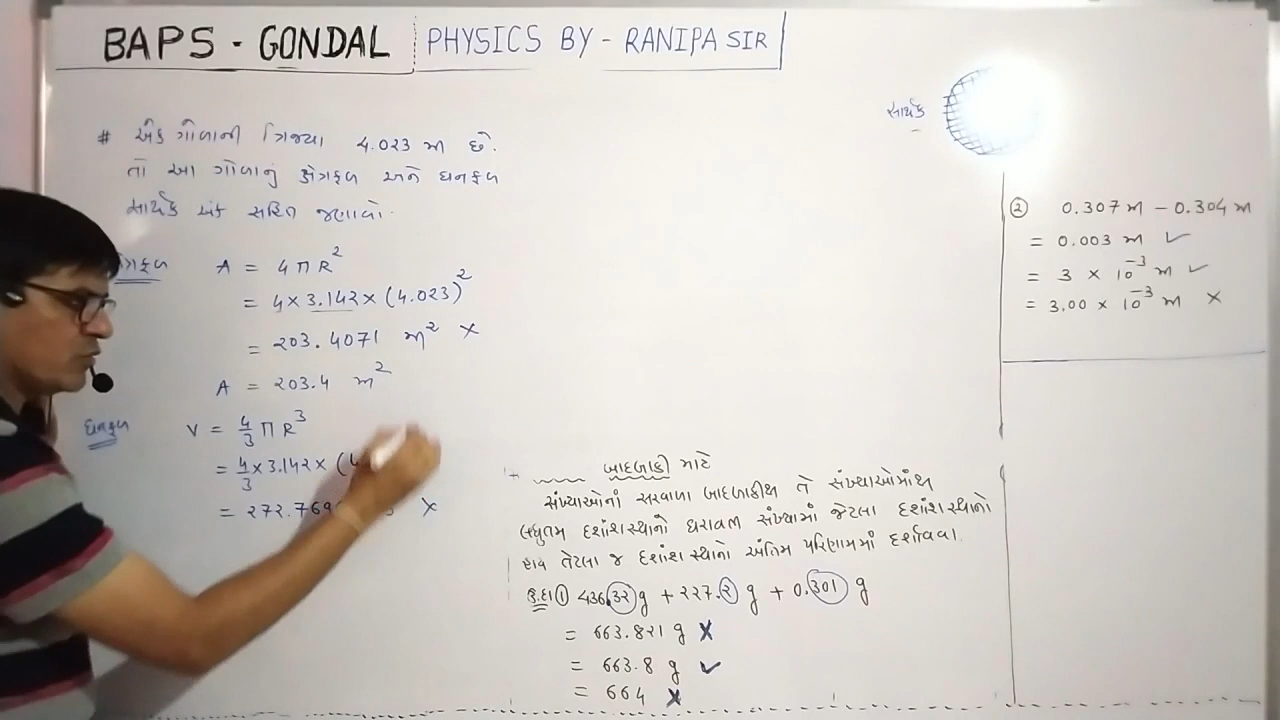 BAPS - GONDAL PHYSICS BY - RANIPA SIR
# એક ગોળાની ત્રિજ્યા 4.023 m છે.
તો આ ગોળાનું ક્ષેત્રફળ અને ઘનફળ
સાર્થક અંક સહિત જણાવો.
A = 4 π R²
= 4 × 3.142 × (4.023)²
= 203.4071 m² ×
A = 203.4 m²
ઘનફળ V = 4/3 π R³
= 4/3 × 3.142 × (4
= 272.769 ×
સાર્થક
② 0.307 m - 0.304 m
= 0.003 m ✓
= 3 × 10⁻³ m ✓
= 3.00 × 10⁻³ m ×
બાદબાકી માટે
સંખ્યાઓનાં સરવાળા બાદબાકીથી તે સંખ્યાઓમાંથી
લઘુતમ દશાંશસ્થાનો ધરાવતી સંખ્યામાં જેટલા દશાંશસ્થાનો
હોય તેટલા જ દશાંશ સ્થાનો અંતિમ પરિણામમાં દર્શાવવા.
① 436.32 g + 227.2 g + 0.301 g
= 663.821 g ×
= 663.8 g ✓
= 664 ×